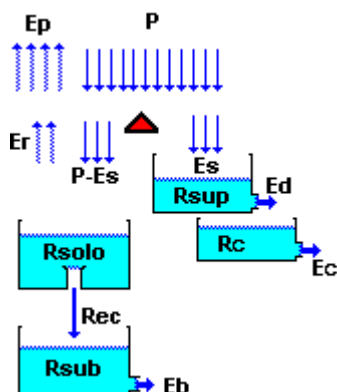 Ep P
Er P-Es Es
Rsup Ed
Rsolo Rc Ec
Rec
Rsub Eb